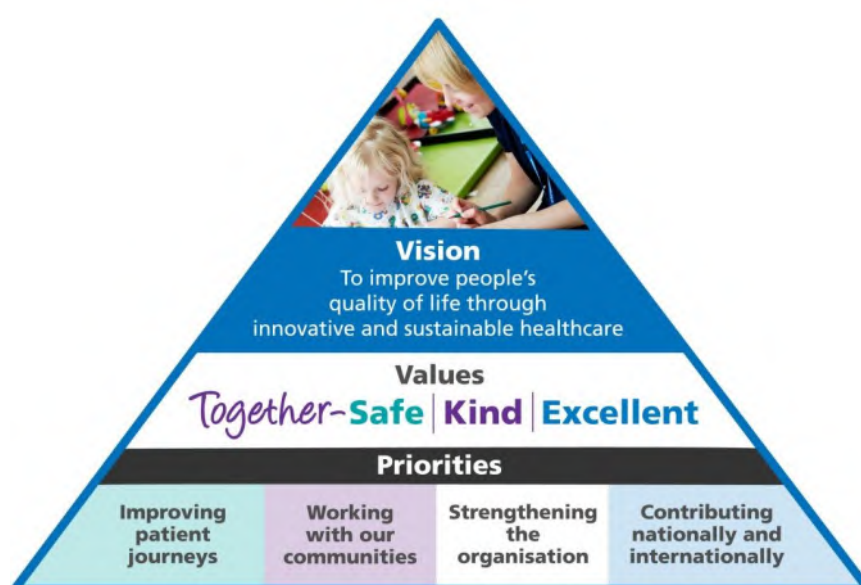 Vision
To improve people's
quality of life through
innovative and sustainable healthcare
Values
Together-Safe | Kind | Excellent
Priorities
Improving
patient
journeys
Working
with our
communities
Strengthening
the
organisation
Contributing
nationally and
internationally